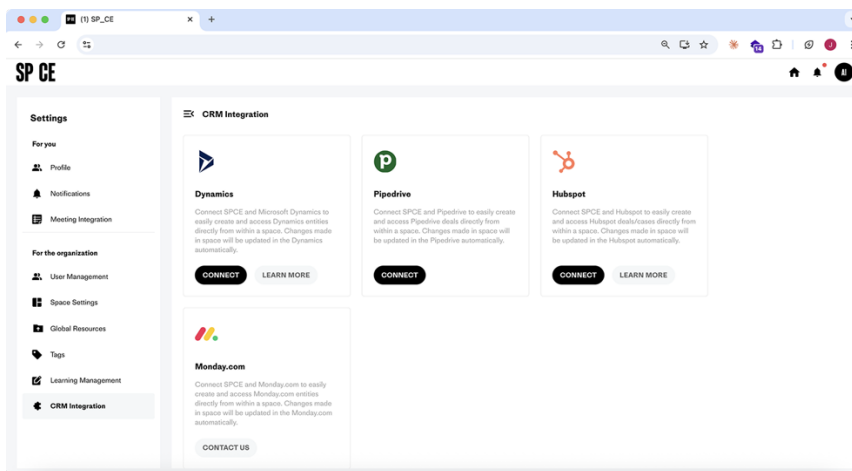 (1) SP_CE
14
J
SP CE
AI
Settings
For you
Profile
Notifications
Meeting Integration
For the organization
User Management
Space Settings
Global Resources
Tags
Learning Management
CRM Integration
CRM Integration
Dynamics
Connect SPCE and Microsoft Dynamics to
easily create and access Dynamics entities
directly from within a space. Changes made
in space will be updated in the Dynamics
automatically.
CONNECT LEARN MORE
Pipedrive
Connect SPCE and Pipedrive to easily create
and access Pipedrive deals directly from
within a space. Changes made in space will
be updated in the Pipedrive automatically.
CONNECT
Hubspot
Connect SPCE and Hubspot to easily create
and access Hubspot deals/cases directly from
within a space. Changes made in space will
be updated in the Hubspot automatically.
CONNECT LEARN MORE
Monday.com
Connect SPCE and Monday.com to easily
create and access Monday.com entities
directly from within a space. Changes made
in space will be updated in the Monday.com
automatically.
CONTACT US